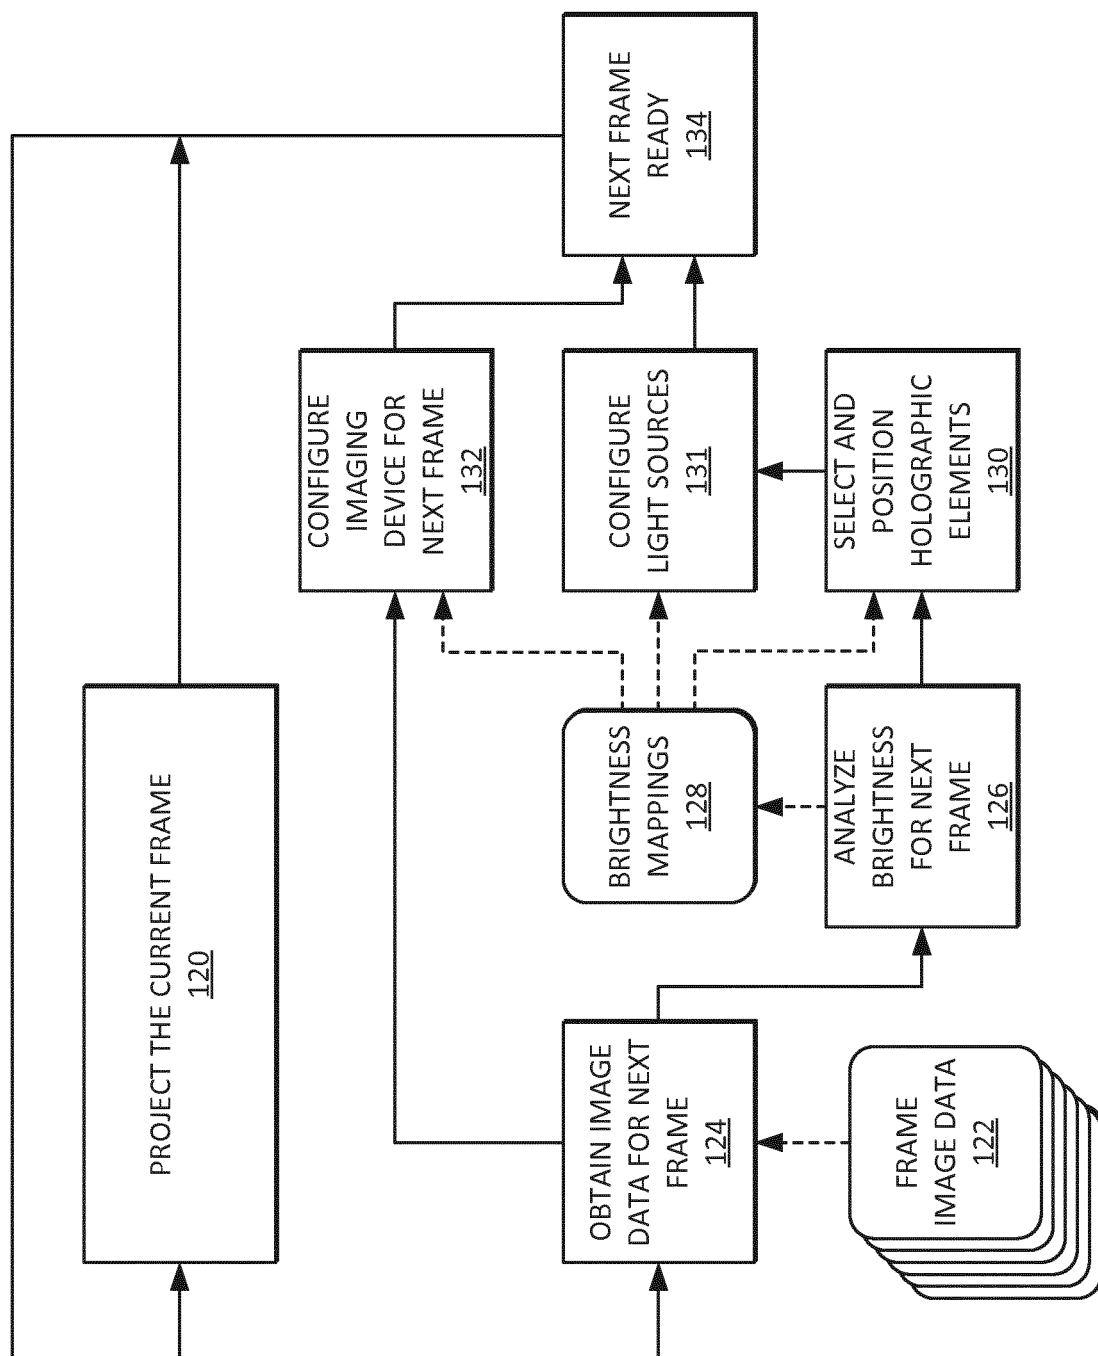 PROJECT THE CURRENT FRAME
120
OBTAIN IMAGE
DATA FOR NEXT
FRAME
124
FRAME
IMAGE DATA
122
BRIGHTNESS
MAPPINGS
128
ANALYZE
BRIGHTNESS
FOR NEXT
FRAME
126
CONFIGURE
IMAGING
DEVICE FOR
NEXT FRAME
132
CONFIGURE
LIGHT SOURCES
131
SELECT AND
POSITION
HOLOGRAPHIC
ELEMENTS
130
NEXT FRAME
READY
134